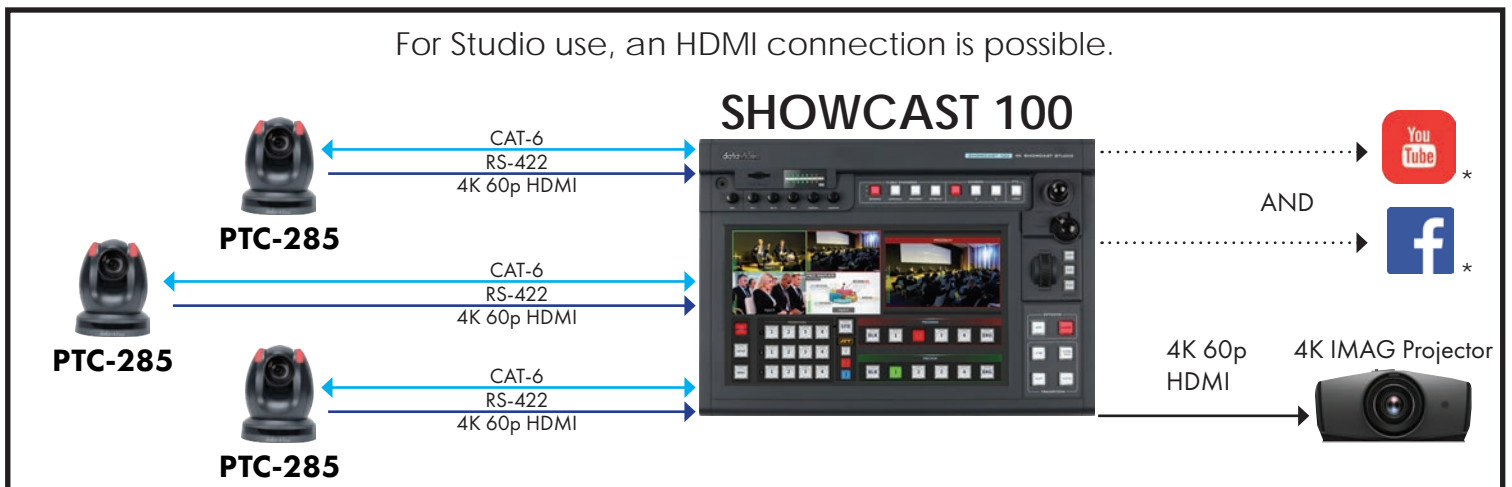 For Studio use, an HDMI connection is possible.
SHOWCAST 100
CAT-6
RS-422
4K 60p HDMI
PTC-285
CAT-6
RS-422
4K 60p HDMI
PTC-285
CAT-6
RS-422
4K 60p HDMI
PTC-285
datavideo
You
Tube
*
AND
f
*
4K 60p
HDMI
4K IMAG Projector